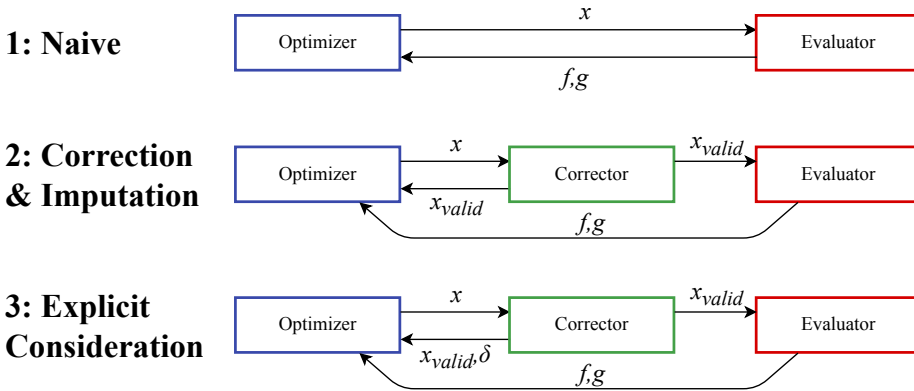 1: Naive
Optimizer
x
Evaluator
f,g
2: Correction
& Imputation
Optimizer
x
x_valid
Corrector
x_valid
Evaluator
f,g
3: Explicit
Consideration
Optimizer
x
x_valid,δ
Corrector
x_valid
Evaluator
f,g